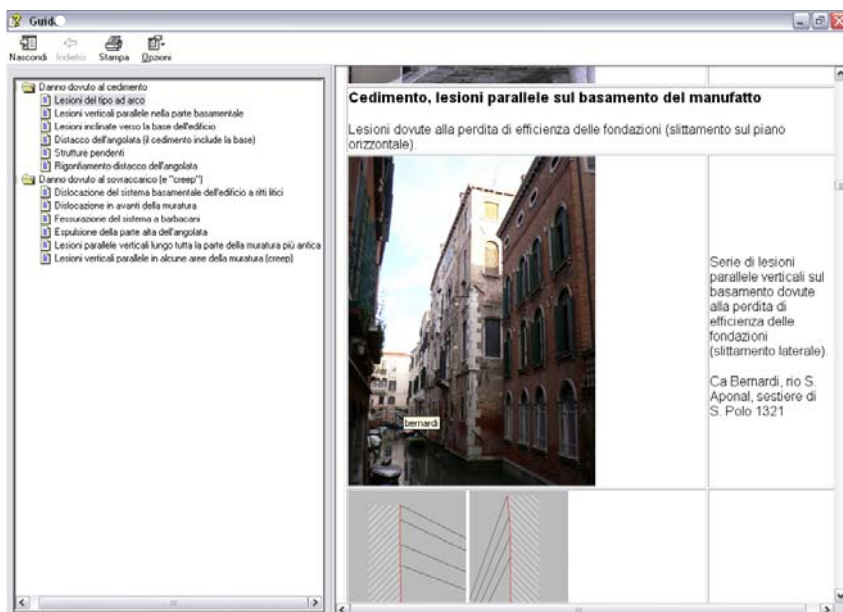 Guida
Nascondi
Indietro
Stampa
Opzioni
Danno dovuto al cedimento
Lesioni del tipo ad arco
Lesioni verticali parallele nella parte basamentale
Lesioni inclinate verso la base dell'edificio
Distacco dell'angolata (il cedimento include la base)
Strutture pendenti
Rigonfiamento-distacco dell'angolata
Danno dovuto al sovraccarico (e "creep")
Dislocazione del sistema basamentale dell'edificio a ritti litici
Dislocazione in avanti della muratura
Fessurazione del sistema a barbacani
Espulsione della parte alta dell'angolata
Lesioni parallele verticali lungo tutta la parte della muratura più antica
Lesioni verticali parallele in alcune aree della muratura (creep)
Cedimento, lesioni parallele sul basamento del manufatto
Lesioni dovute alla perdita di efficienza delle fondazioni (slittamento sul piano
orizzontale).
bernardi
Serie di lesioni
parallele verticali sul
basamento dovute
alla perdita di
efficienza delle
fondazioni
(slittamento laterale).
Ca Bernardi, rio S.
Aponal, sestiere di
S. Polo 1321